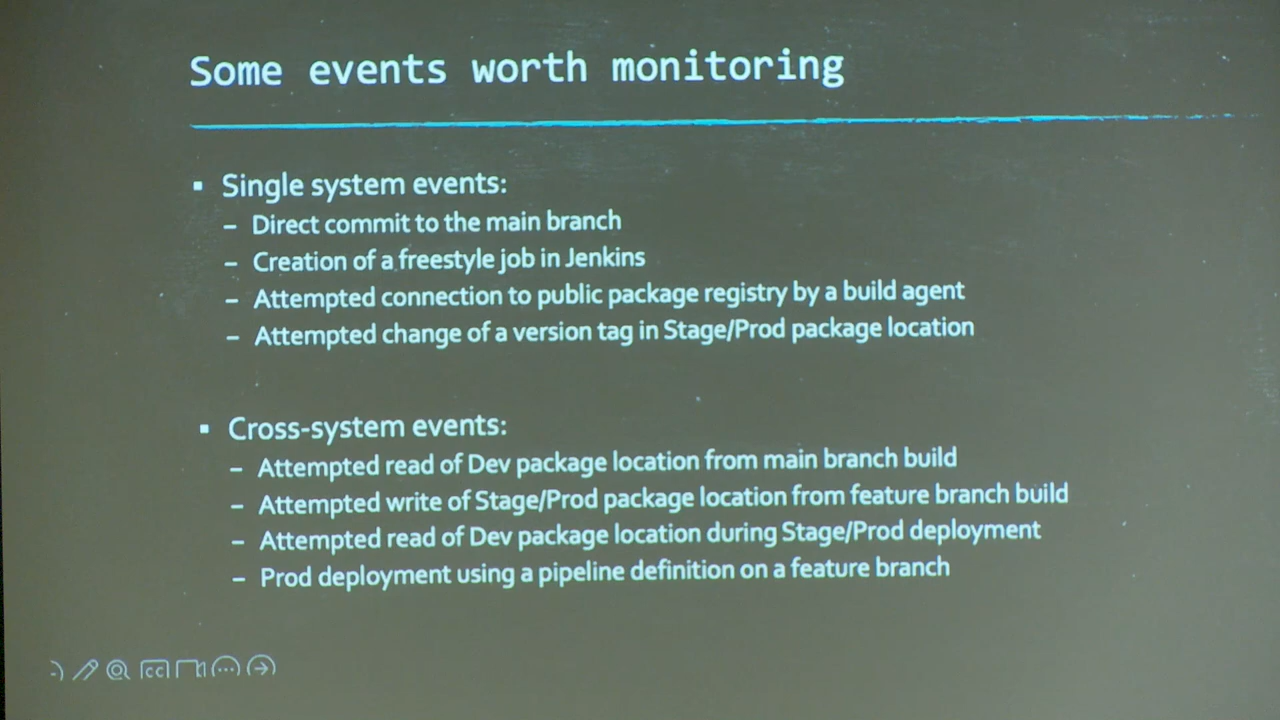 Some events worth monitoring
▪ Single system events:
– Direct commit to the main branch
– Creation of a freestyle job in Jenkins
– Attempted connection to public package registry by a build agent
– Attempted change of a version tag in Stage/Prod package location
▪ Cross-system events:
– Attempted read of Dev package location from main branch build
– Attempted write of Stage/Prod package location from feature branch build
– Attempted read of Dev package location during Stage/Prod deployment
– Prod deployment using a pipeline definition on a feature branch
CC